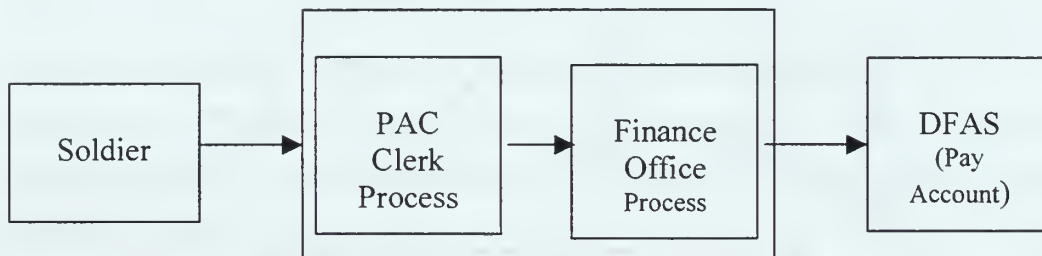 Soldier
PAC
Clerk
Process
Finance
Office
Process
DFAS
(Pay
Account)